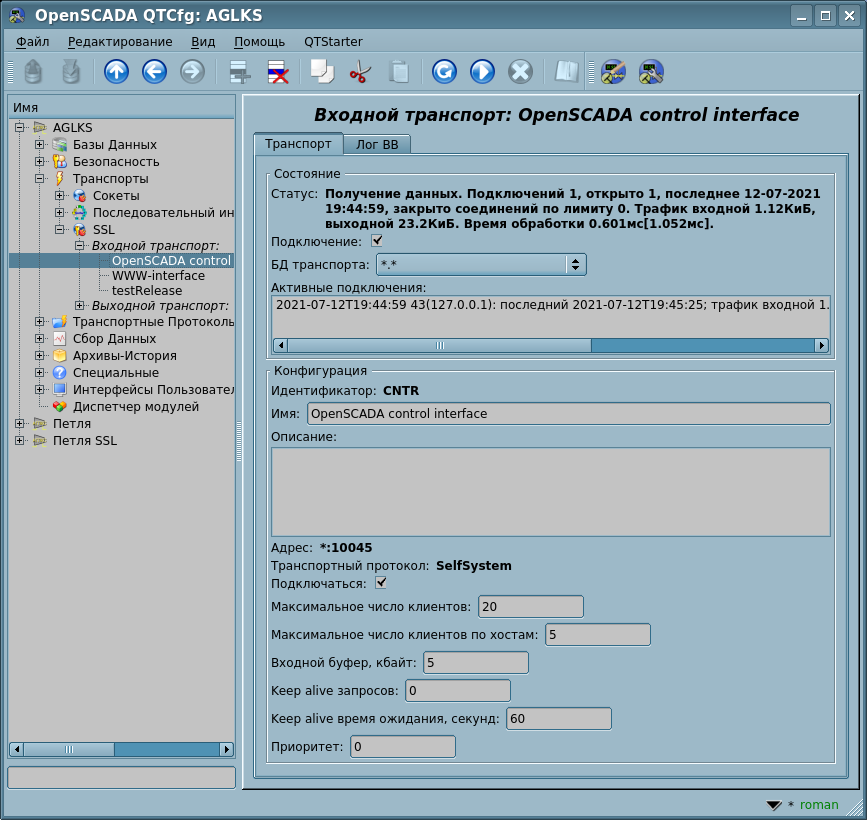 OpenSCADA QTCfg: AGLKS
Файл Редактирование Вид Помощь QTStarter
Имя
AGLKS
Базы Данных
Безопасность
Транспорты
Сокеты
Последовательный ин
SSL
Входной транспорт:
OpenSCADA control
WWW-interface
testRelease
Выходной транспорт:
Транспортные Протоколь
Сбор Данных
Архивы-История
Специальные
Интерфейсы Пользовател
Диспетчер модулей
Петля
Петля SSL
Входной транспорт: OpenSCADA control interface
Транспорт Лог ВВ
Состояние
Статус: Получение данных. Подключений 1, открыто 1, последнее 12-07-2021
19:44:59, закрыто соединений по лимиту 0. Трафик входной 1.12КиБ,
выходной 23.2КиБ. Время обработки 0.601мс[1.052мс].
Подключение:
БД транспорта: *.*
Активные подключения:
2021-07-12T19:44:59 43(127.0.0.1): последний 2021-07-12T19:45:25; трафик входной 1.
Конфигурация
Идентификатор: CNTR
Имя: OpenSCADA control interface
Описание:
Адрес: *:10045
Транспортный протокол: SelfSystem
Подключаться:
Максимальное число клиентов: 20
Максимальное число клиентов по хостам: 5
Входной буфер, кбайт: 5
Keep alive запросов: 0
Keep alive время ожидания, секунд: 60
Приоритет: 0
* roman